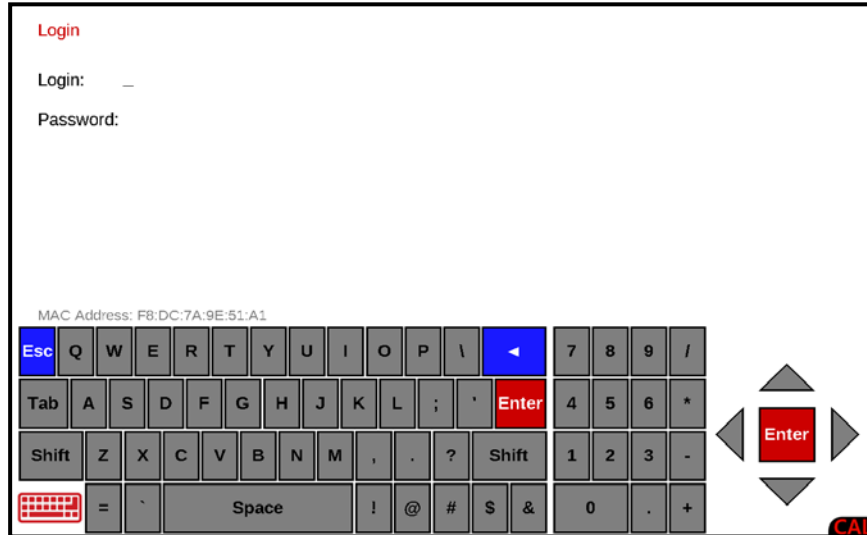 Login
Login: _
Password:
MAC Address: F8:DC:7A:9E:51:A1
Esc Q W E R T Y U I O P \ ◄ 7 8 9 /
Tab A S D F G H J K L ; ' Enter 4 5 6 *
Enter
Shift Z X C V B N M , . ? Shift 1 2 3 -
= ` Space ! @ # $ & 0 . +